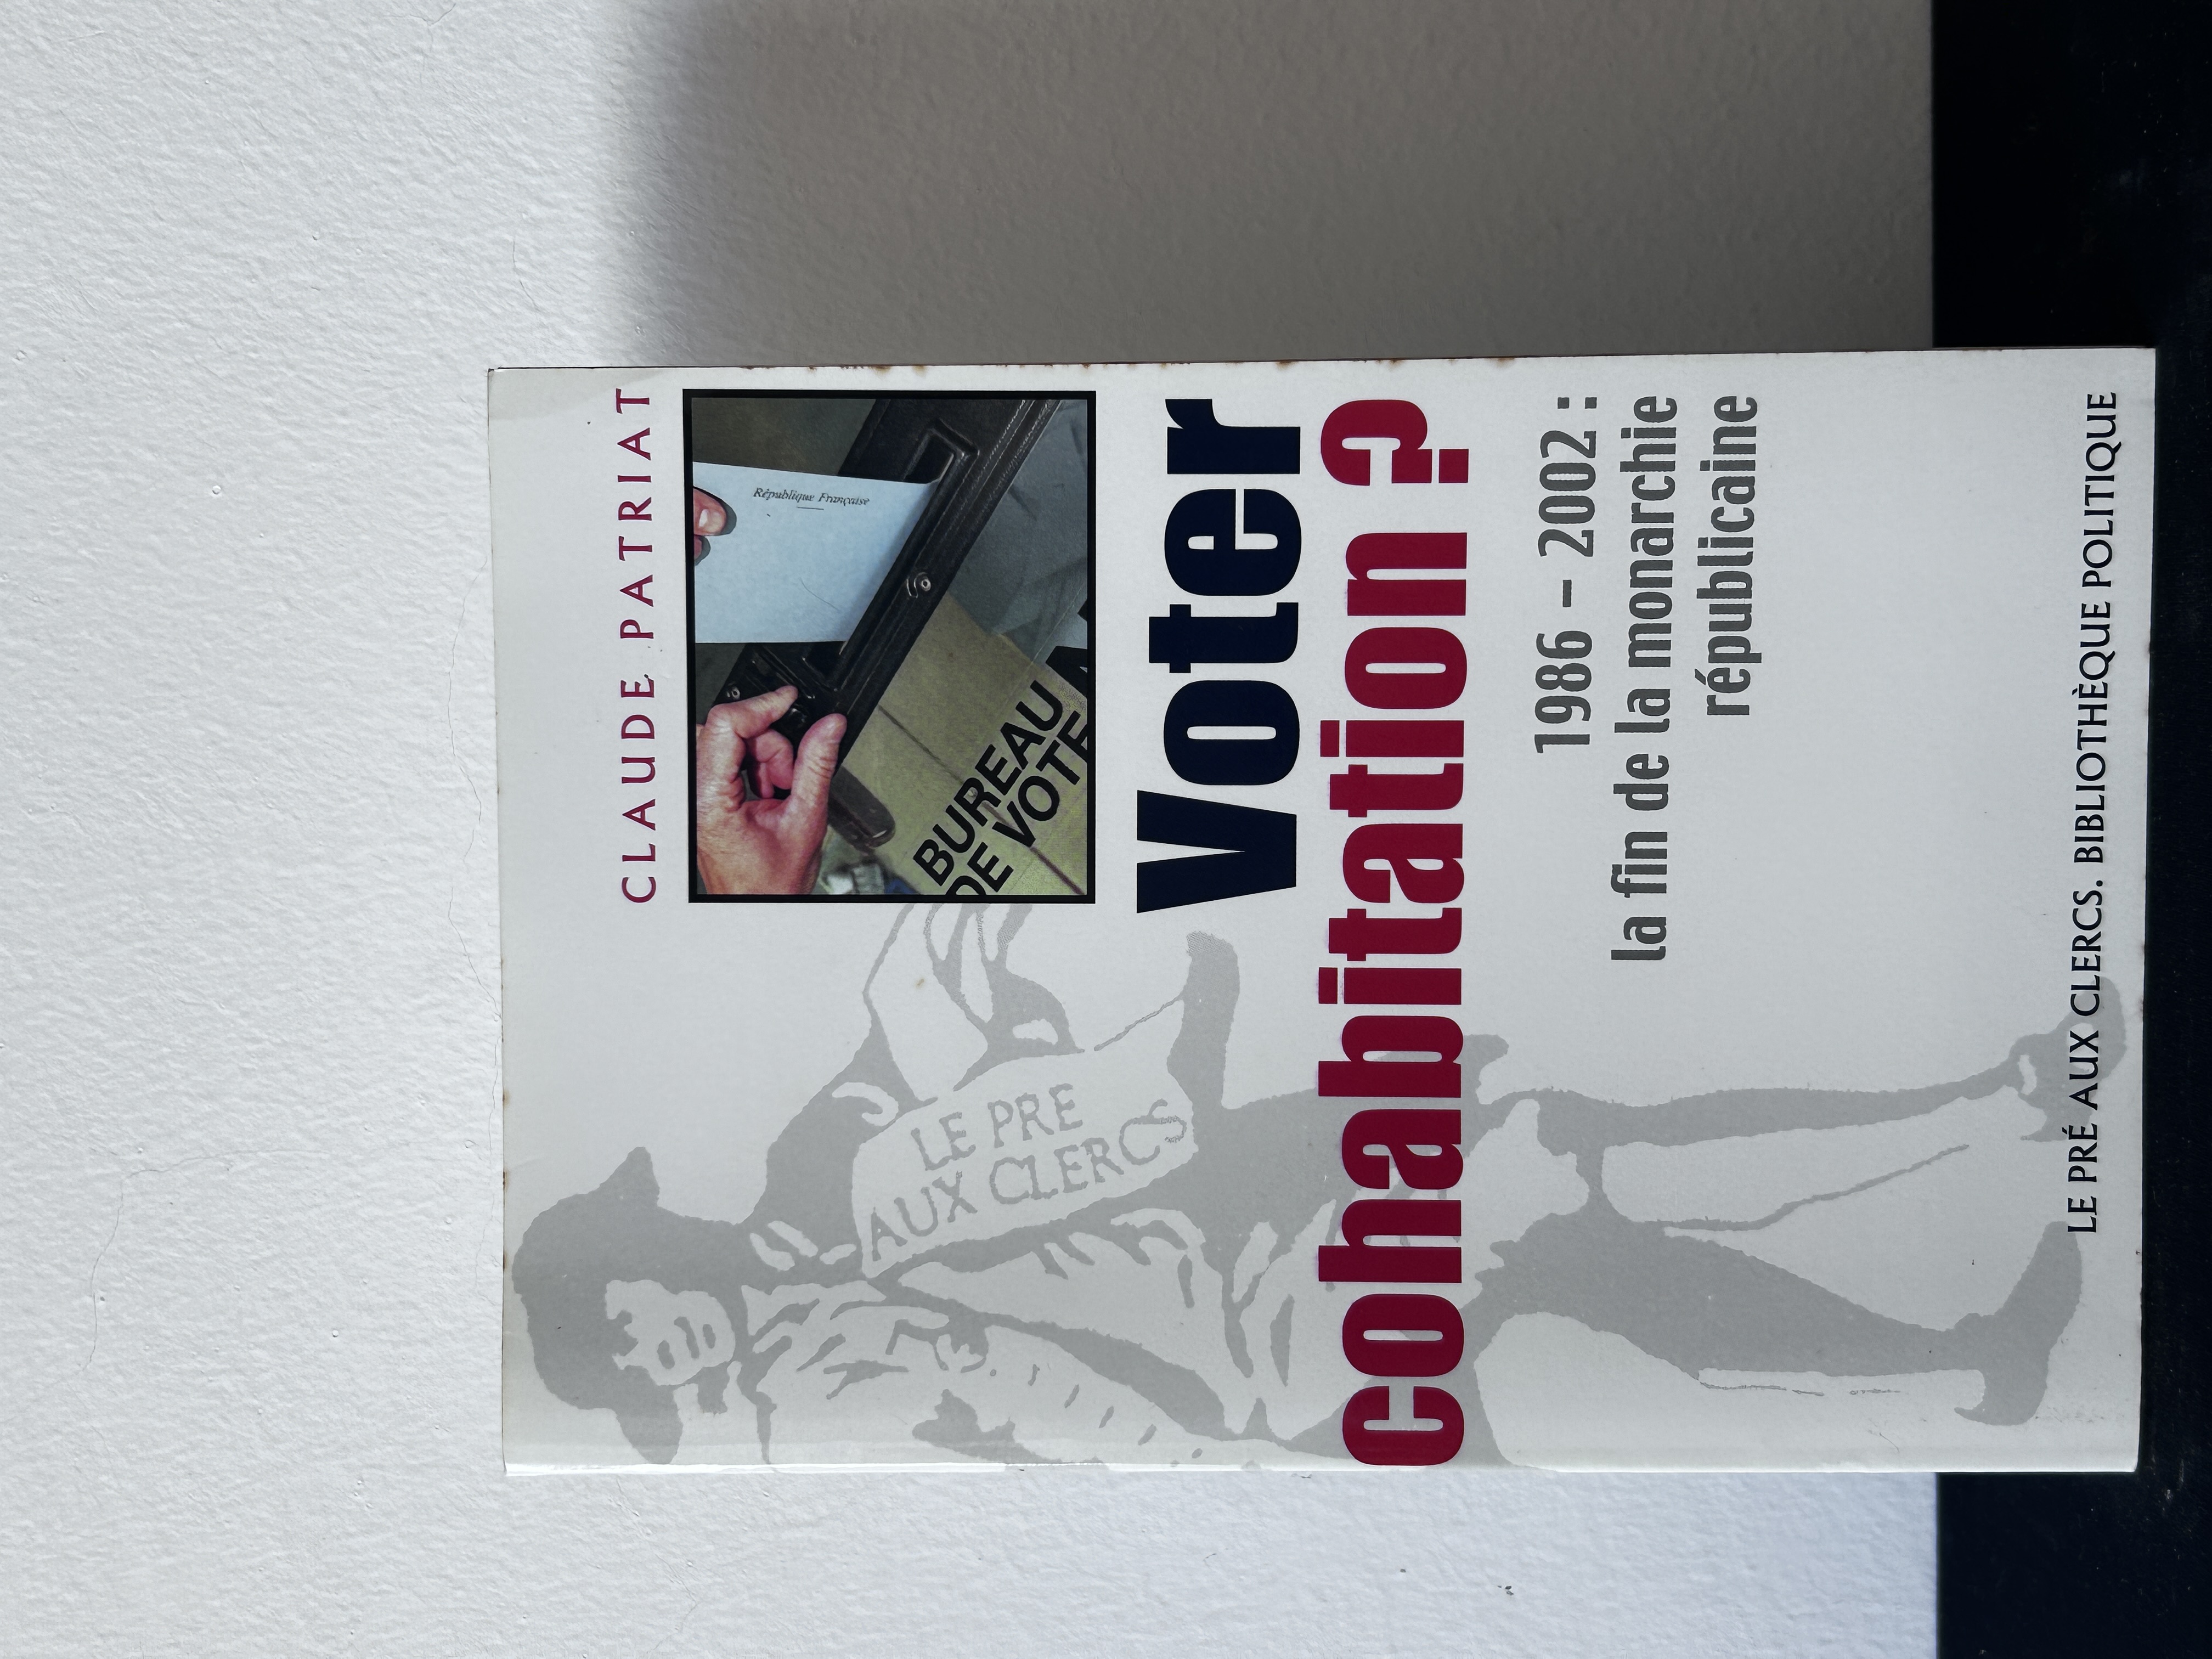 CLAUDE PATRIAT
République Française
BUREAU
DE VOTE
LE PRE
AUX CLERCS
Voter
cohabitation ?
1986 – 2002 :
la fin de la monarchie
républicaine
LE PRÉ AUX CLERCS. BIBLIOTHÈQUE POLITIQUE